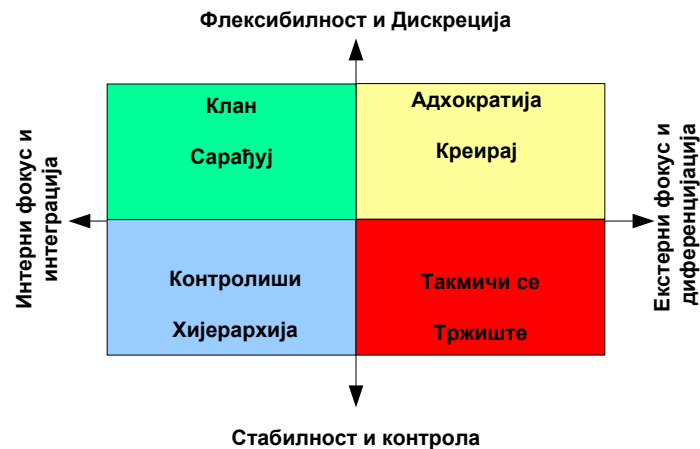 Флексибилност и Дискреција
Клан
Сарађуј
Адхократија
Креирај
Интерни фокус и
интеграција
Екстерни фокус и
диференцијација
Контролиши
Хијерархија
Такмичи се
Тржиште
Стабилност и контрола